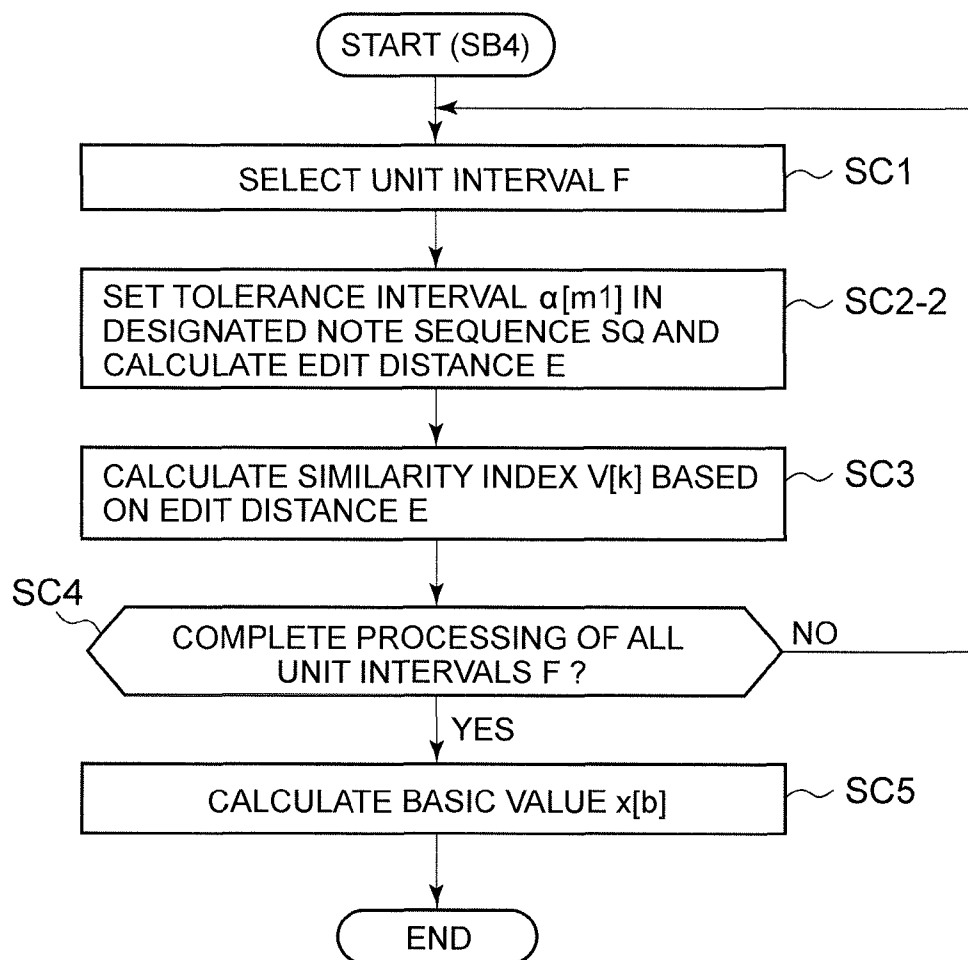 START (SB4)
SELECT UNIT INTERVAL F
SC1
SET TOLERANCE INTERVAL α[m1] IN
DESIGNATED NOTE SEQUENCE SQ AND
CALCULATE EDIT DISTANCE E
SC2-2
CALCULATE SIMILARITY INDEX V[k] BASED
ON EDIT DISTANCE E
SC3
SC4
COMPLETE PROCESSING OF ALL
UNIT INTERVALS F ?
NO
YES
CALCULATE BASIC VALUE x[b]
SC5
END